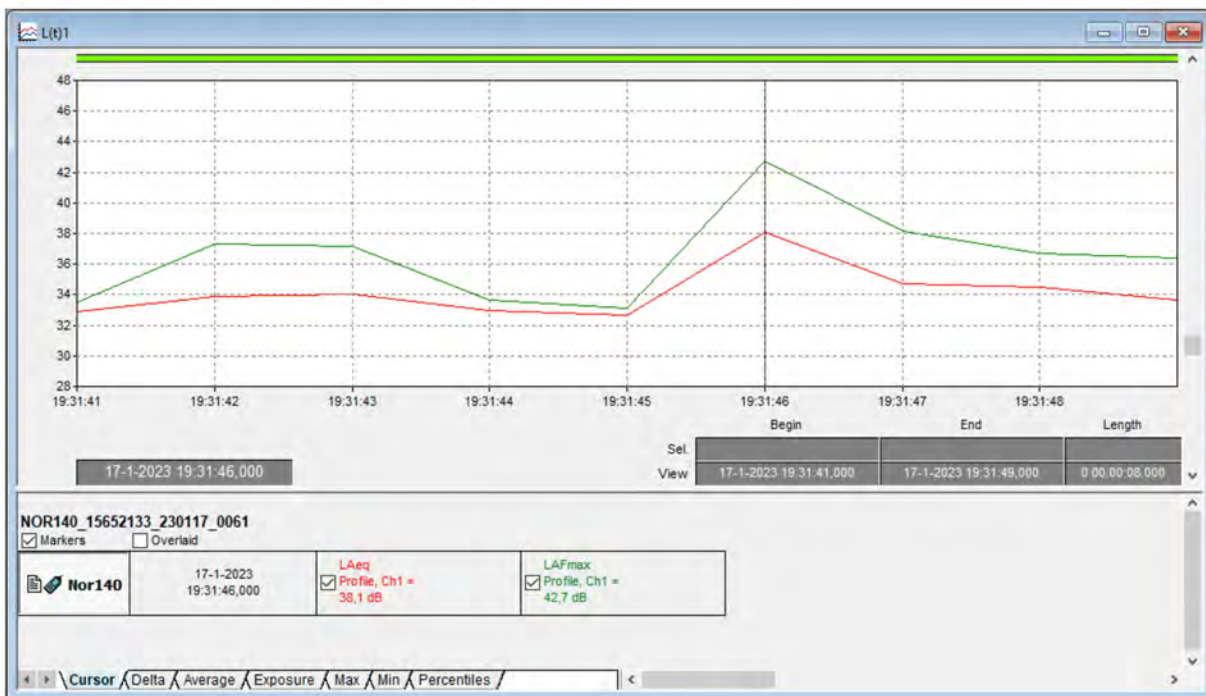 L(t)1
48
46
44
42
40
38
36
34
32
30
28
19:31:41 19:31:42 19:31:43 19:31:44 19:31:45 19:31:46 19:31:47 19:31:48
Begin End Length
Sel.
17-1-2023 19:31:46,000
View 17-1-2023 19:31:41,000 17-1-2023 19:31:49,000 0 00:00:08.000
NOR140_15652133_230117_0061
Markers Overlaid
Nor140
17-1-2023
19:31:46,000
LAeq
Profile, Ch1 =
38,1 dB
LAFmax
Profile, Ch1 =
42,7 dB
Cursor Delta Average Exposure Max Min Percentiles